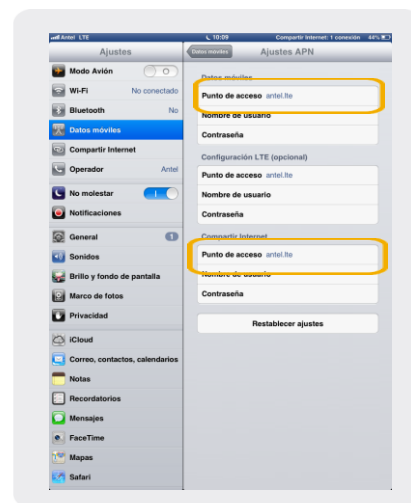 Antel LTE
10:09
Compartir Internet: 1 conexión 44%
Ajustes
Datos móviles
Ajustes APN
Modo Avión
Wi-Fi No conectado
Bluetooth No
Datos móviles
Compartir Internet
Operador Antel
No molestar
Notificaciones
General 1
Sonidos
Brillo y fondo de pantalla
Marco de fotos
Privacidad
iCloud
Correo, contactos, calendarios
Notas
Recordatorios
Mensajes
FaceTime
Mapas
Safari
Datos móviles
Punto de acceso antel.lte
Nombre de usuario
Contraseña
Configuración LTE (opcional)
Punto de acceso antel.lte
Nombre de usuario
Contraseña
Compartir Internet
Punto de acceso antel.lte
Nombre de usuario
Contraseña
Restablecer ajustes